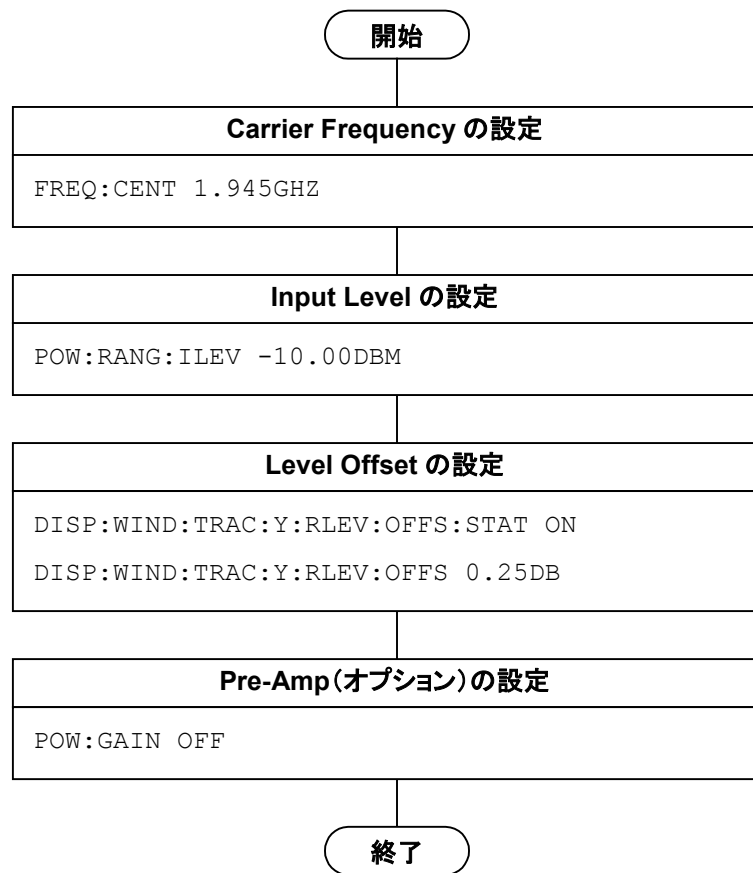 開始
Carrier Frequency の設定
FREQ:CENT 1.945GHZ
Input Level の設定
POW:RANG:ILEV -10.00DBM
Level Offset の設定
DISP:WIND:TRAC:Y:RLEV:OFFS:STAT ON
DISP:WIND:TRAC:Y:RLEV:OFFS 0.25DB
Pre-Amp(オプション)の設定
POW:GAIN OFF
終了